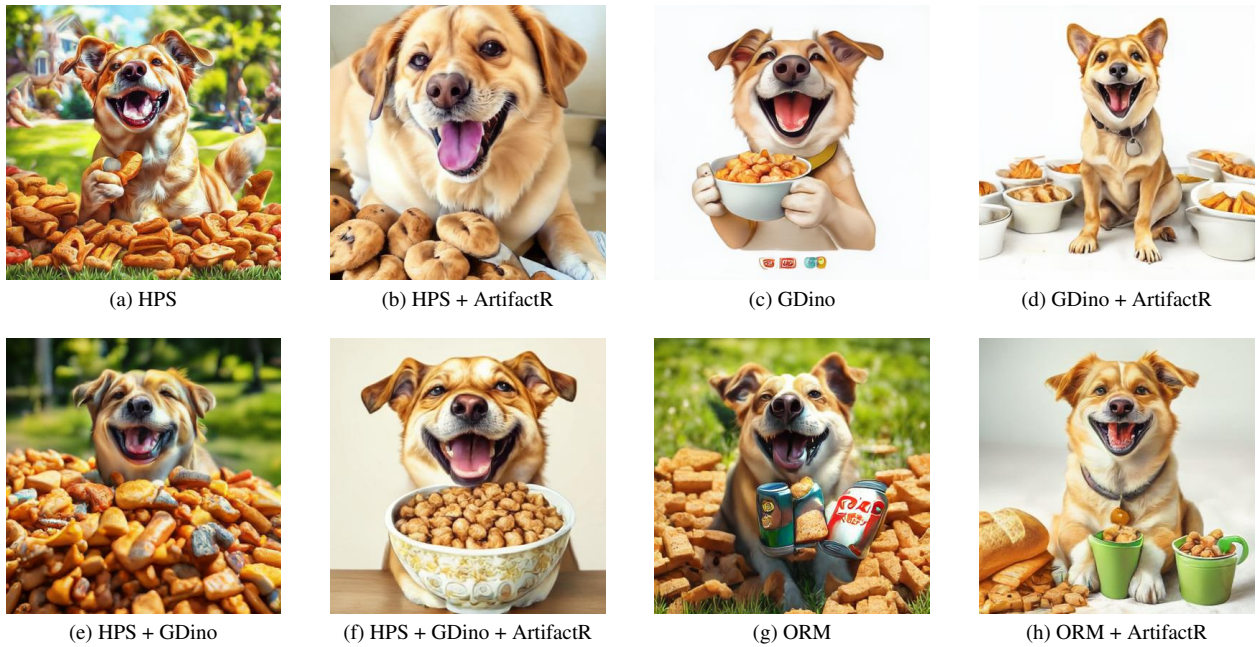 (a) HPS
(b) HPS + ArtifactR
(c) GDino
(d) GDino + ArtifactR
(e) HPS + GDino
(f) HPS + GDino + ArtifactR
(g) ORM
(h) ORM + ArtifactR